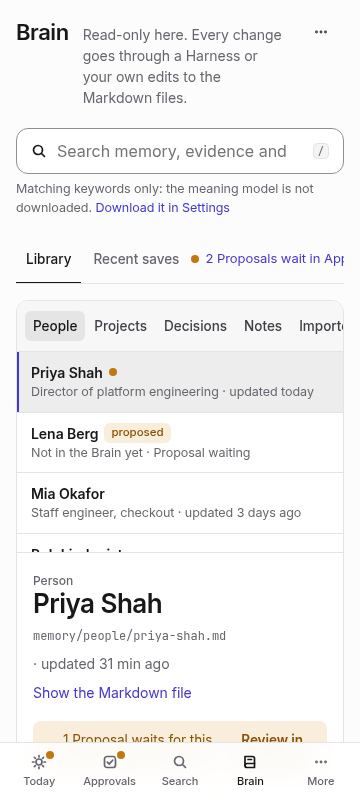 Brain
Read-only here. Every change
goes through a Harness or
your own edits to the
Markdown files.
Search memory, evidence and
/
Matching keywords only: the meaning model is not
downloaded. Download it in Settings
Library
Recent saves
2 Proposals wait in App
People
Projects
Decisions
Notes
Importe
Priya Shah
Director of platform engineering · updated today
Lena Berg
proposed
Not in the Brain yet · Proposal waiting
Mia Okafor
Staff engineer, checkout · updated 3 days ago
Person
Priya Shah
memory/people/priya-shah.md
· updated 31 min ago
Show the Markdown file
1 Proposal waits for this
Review in
Today
Approvals
Search
Brain
More